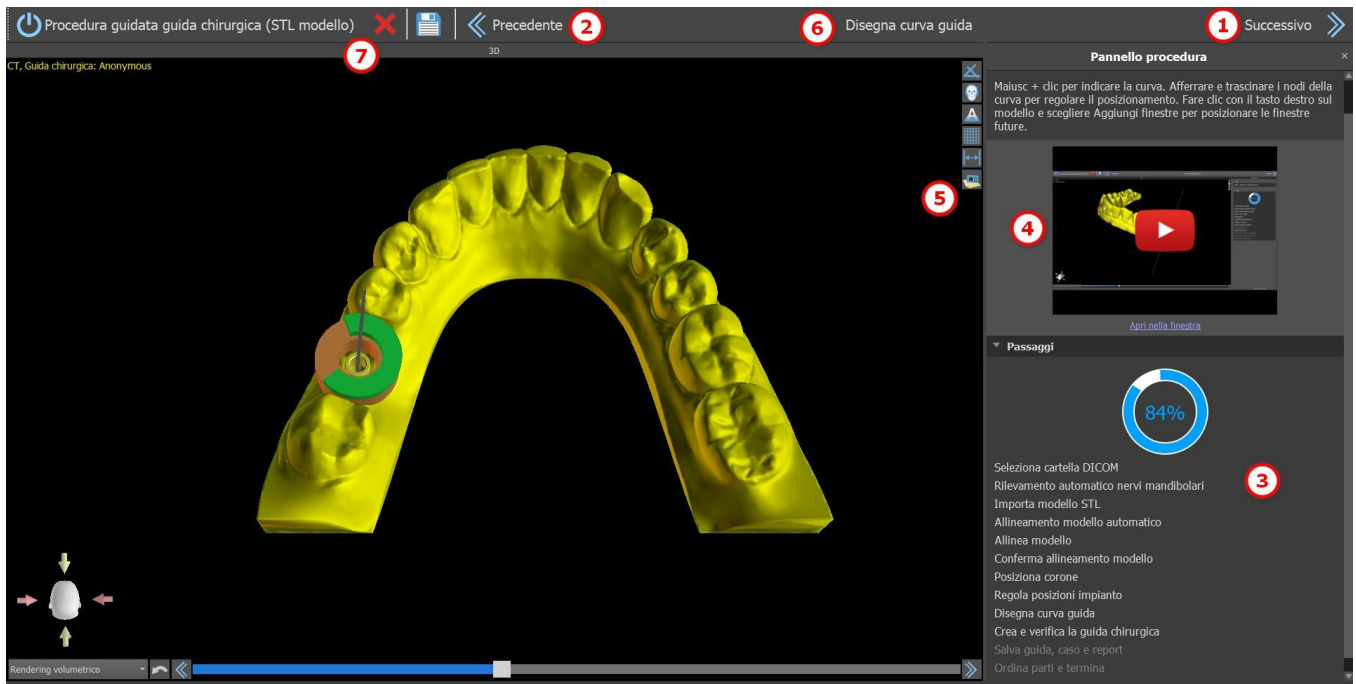 Procedura guidata guida chirurgica (STL modello)
Precedente
2
6
Disegna curva guida
1
Successivo
7
3D
Pannello procedura
CT, Guida chirurgica: Anonymous
Maiusc + clic per indicare la curva. Afferrare e trascinare i nodi della
curva per regolare il posizionamento. Fare clic con il tasto destro sul
modello e scegliere Aggiungi finestre per posizionare le finestre
future.
5
4
Apri nella finestra
Passaggi
84%
3
Seleziona cartella DICOM
Rilevamento automatico nervi mandibolari
Importa modello STL
Allineamento modello automatico
Allinea modello
Conferma allineamento modello
Posiziona corone
Regola posizioni impianto
Disegna curva guida
Crea e verifica la guida chirurgica
Salva guida, caso e report
Ordina parti e termina
Rendering volumetrico